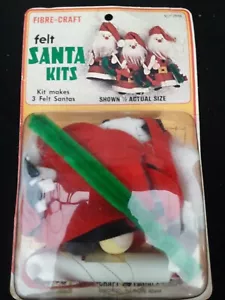 FIBRE-CRAFT
felt
SANTA
KITS
Kit makes
3 Felt Santas
SHOWN ½ ACTUAL SIZE